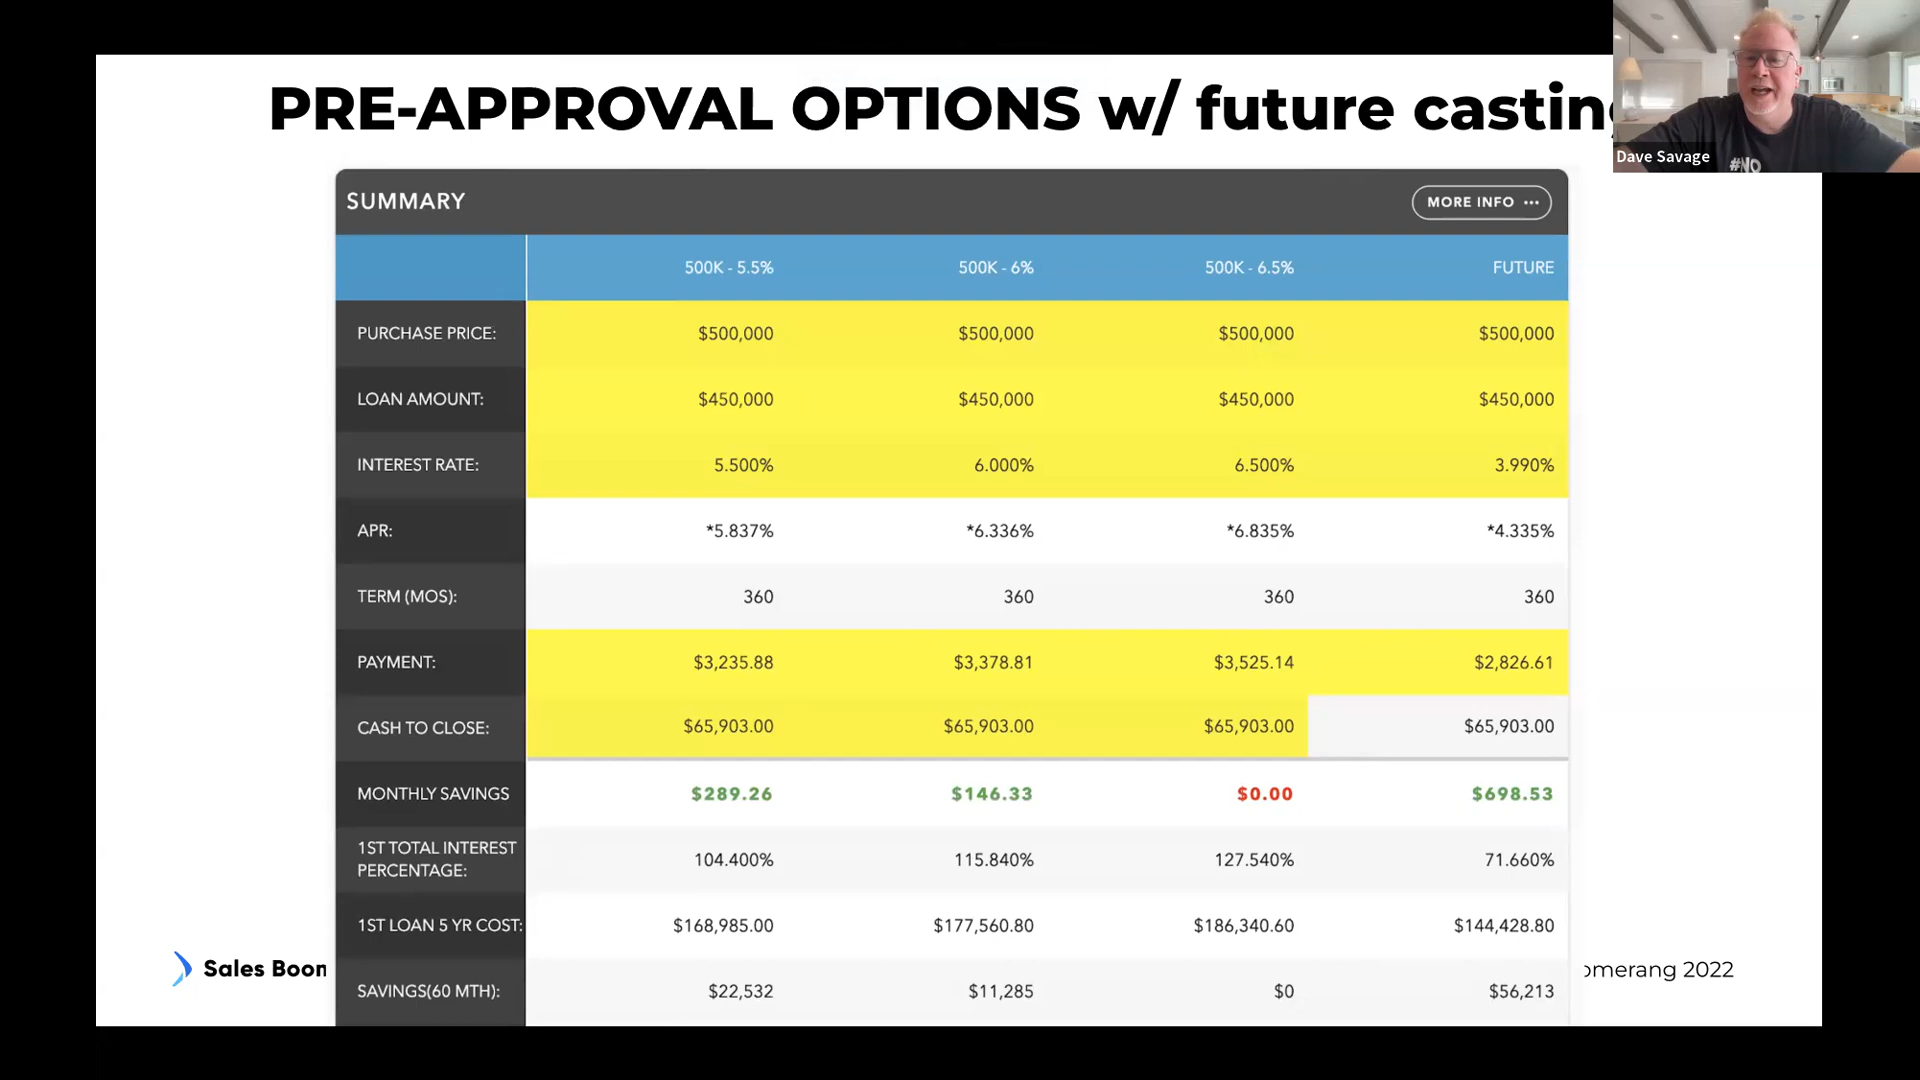 PRE-APPROVAL OPTIONS w/ future casting
Dave Savage
#NO
SUMMARY
MORE INFO •••
500K - 5.5% 500K - 6% 500K - 6.5% FUTURE
PURCHASE PRICE: $500,000 $500,000 $500,000 $500,000
LOAN AMOUNT: $450,000 $450,000 $450,000 $450,000
INTEREST RATE: 5.500% 6.000% 6.500% 3.990%
APR: *5.837% *6.336% *6.835% *4.335%
TERM (MOS): 360 360 360 360
PAYMENT: $3,235.88 $3,378.81 $3,525.14 $2,826.61
CASH TO CLOSE: $65,903.00 $65,903.00 $65,903.00 $65,903.00
MONTHLY SAVINGS $289.26 $146.33 $0.00 $698.53
1ST TOTAL INTEREST
PERCENTAGE: 104.400% 115.840% 127.540% 71.660%
1ST LOAN 5 YR COST: $168,985.00 $177,560.80 $186,340.60 $144,428.80
Sales Boom
omerang 2022
SAVINGS(60 MTH): $22,532 $11,285 $0 $56,213